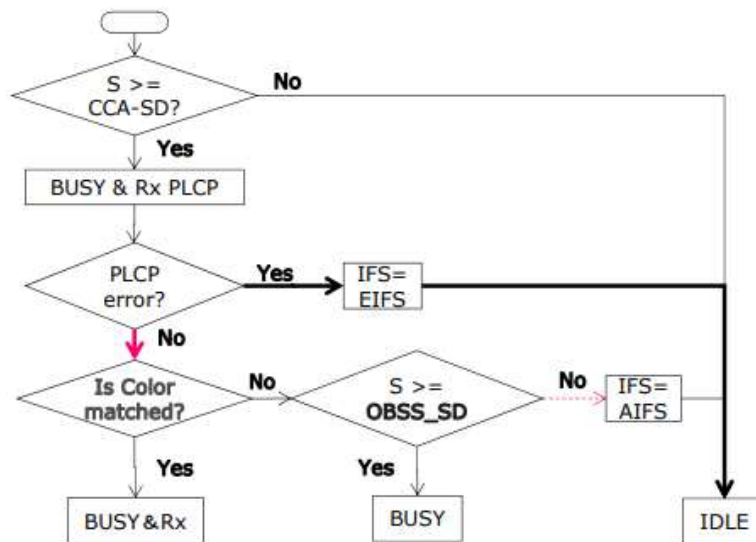 S >=
CCA-SD?
No
Yes
BUSY & Rx PLCP
PLCP
error?
Yes
IFS=
EIFS
No
Is Color
matched?
No
S >=
OBSS_SD
No
IFS=
AIFS
Yes
Yes
BUSY&Rx
BUSY
IDLE